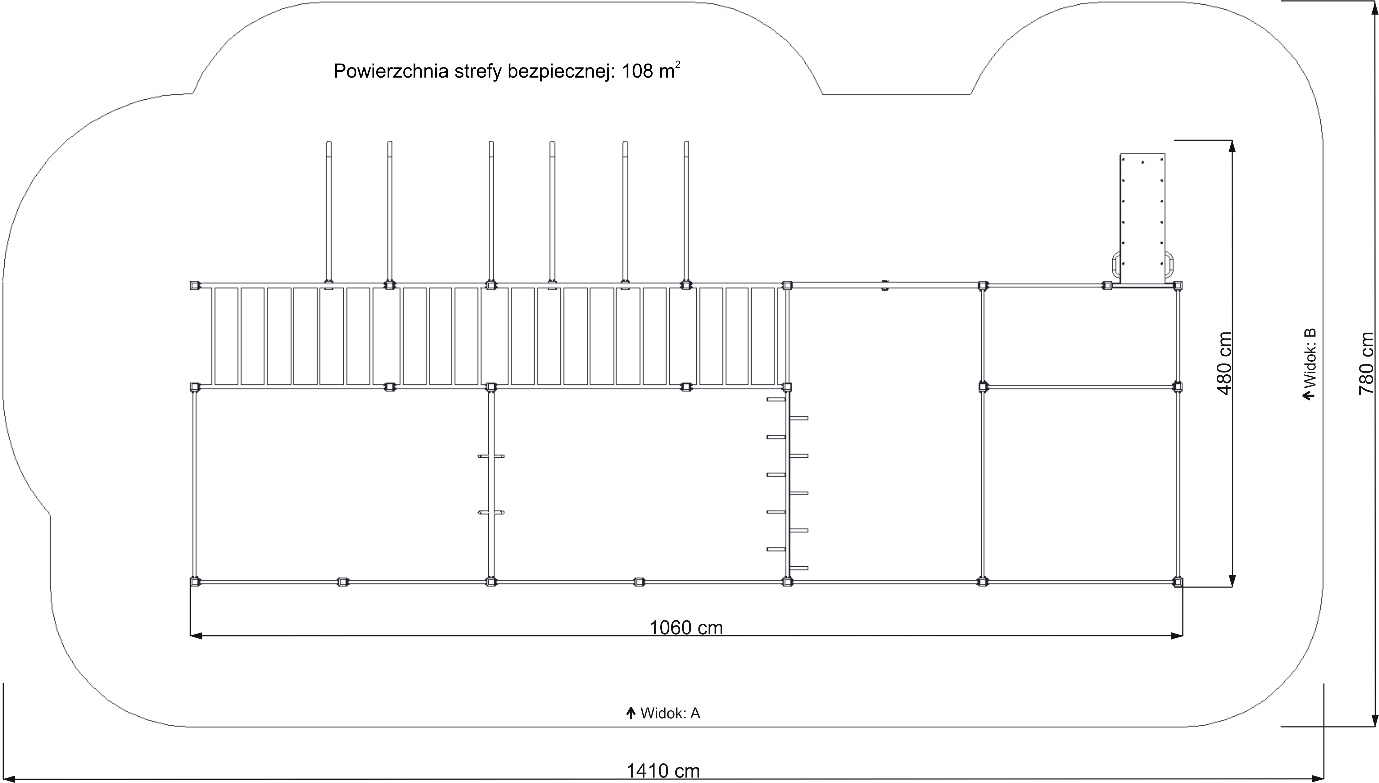 Powierzchnia strefy bezpiecznej: 108 m²
480 cm
Widok: B
780 cm
1060 cm
Widok: A
1410 cm